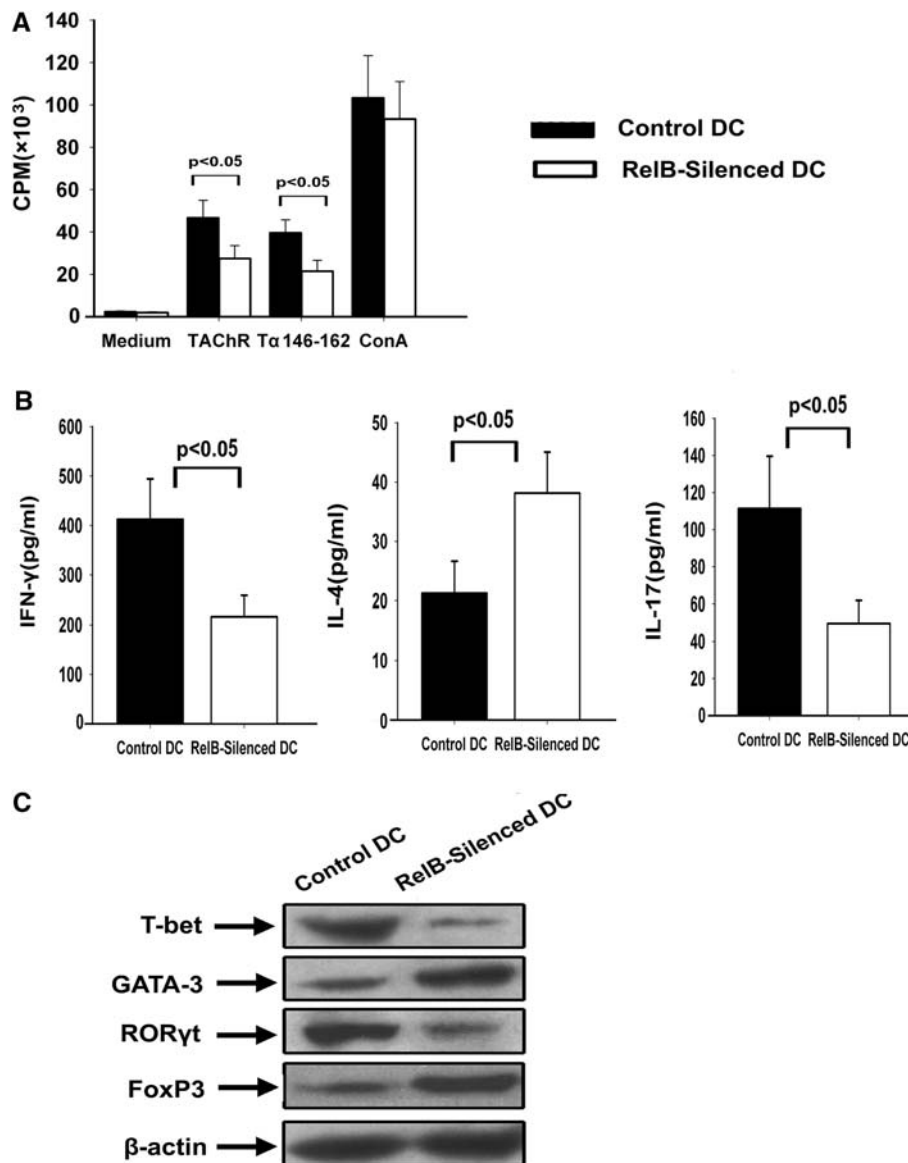 A
CPM(×10³)
140
120
100
80
60
40
20
0
p<0.05
p<0.05
Medium
TAChR
Tα 146-162
ConA
Control DC
RelB-Silenced DC
B
IFN-γ(pg/ml)
600
500
400
300
200
100
0
p<0.05
Control DC
RelB-Silenced DC
IL-4(pg/ml)
50
40
30
20
10
0
p<0.05
Control DC
RelB-Silenced DC
IL-17(pg/ml)
160
140
120
100
80
60
40
20
0
p<0.05
Control DC
RelB-Silenced DC
C
Control DC
RelB-Silenced DC
T-bet
GATA-3
RORγt
FoxP3
β-actin